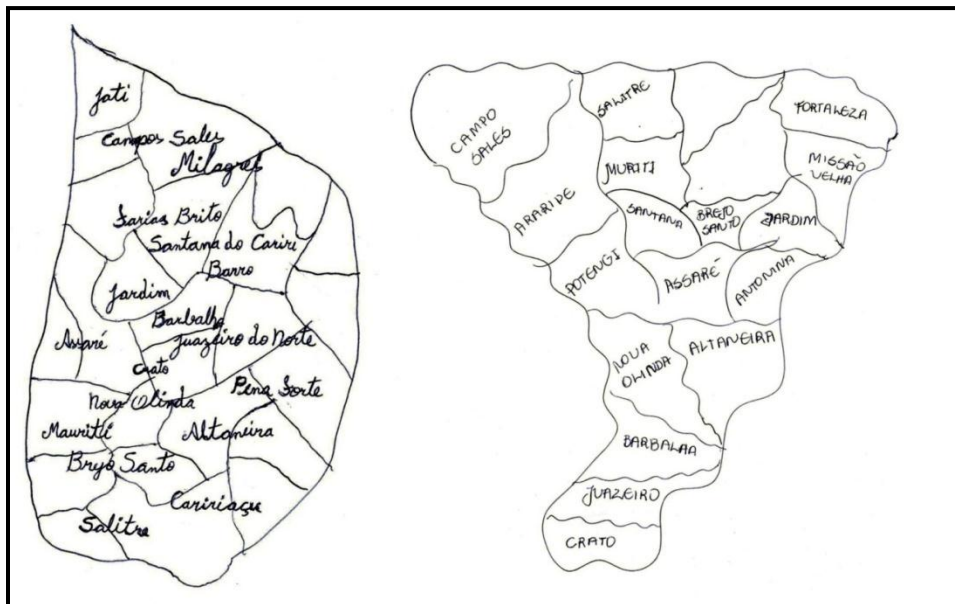 Jati
Campos Sales
Milagres
Farias Brito
Santana do Cariri
Barro
Jardim
Barbalha
Juazeiro do Norte
Assaré
Crato
Pena Forte
Nova Olinda
Mauriti
Altaneira
Brejo Santo
Caririaçu
Salitre
CAMPO
SALES
SALITRE
FORTALEZA
MURITI
MISSÃO
VELHA
ARARIPE
SANTANA
BREJO
SANTO
JARDIM
POTENGI
ASSARÉ
ANTONINA
NOVA
OLINDA
ALTANEIRA
BARBALAA
JUAZEIRO
CRATO